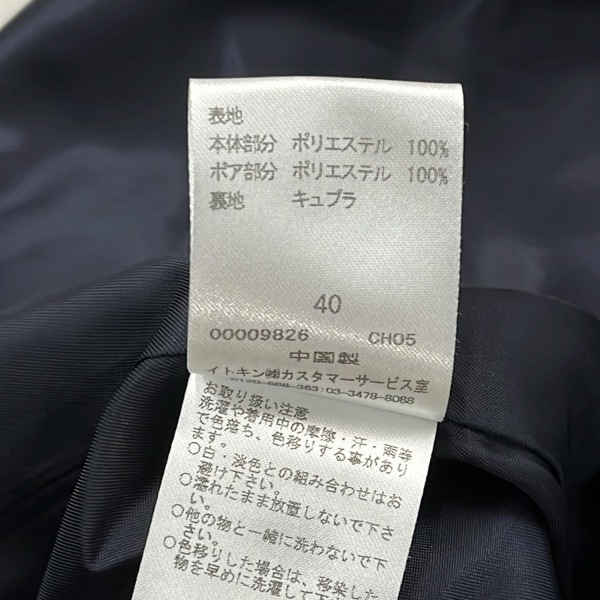 表地
本体部分 ポリエステル 100%
ボア部分 ポリエステル 100%
裏地 キュプラ
40
00009826 CH05
中国製
イトキン㈱カスタマーサービス室
03-3478-8088
お取り扱い注意
洗濯や着用中の摩擦・汗・雨等
で色落ち、色移りする事があり
ます。
○白、淡色との組み合わせはお
避け下さい。
○濡れたまま放置しないで下さ
い。
○他の物と一緒に洗わないで下
さい。
○色移りした場合は、移染した
物を早めに洗濯して下